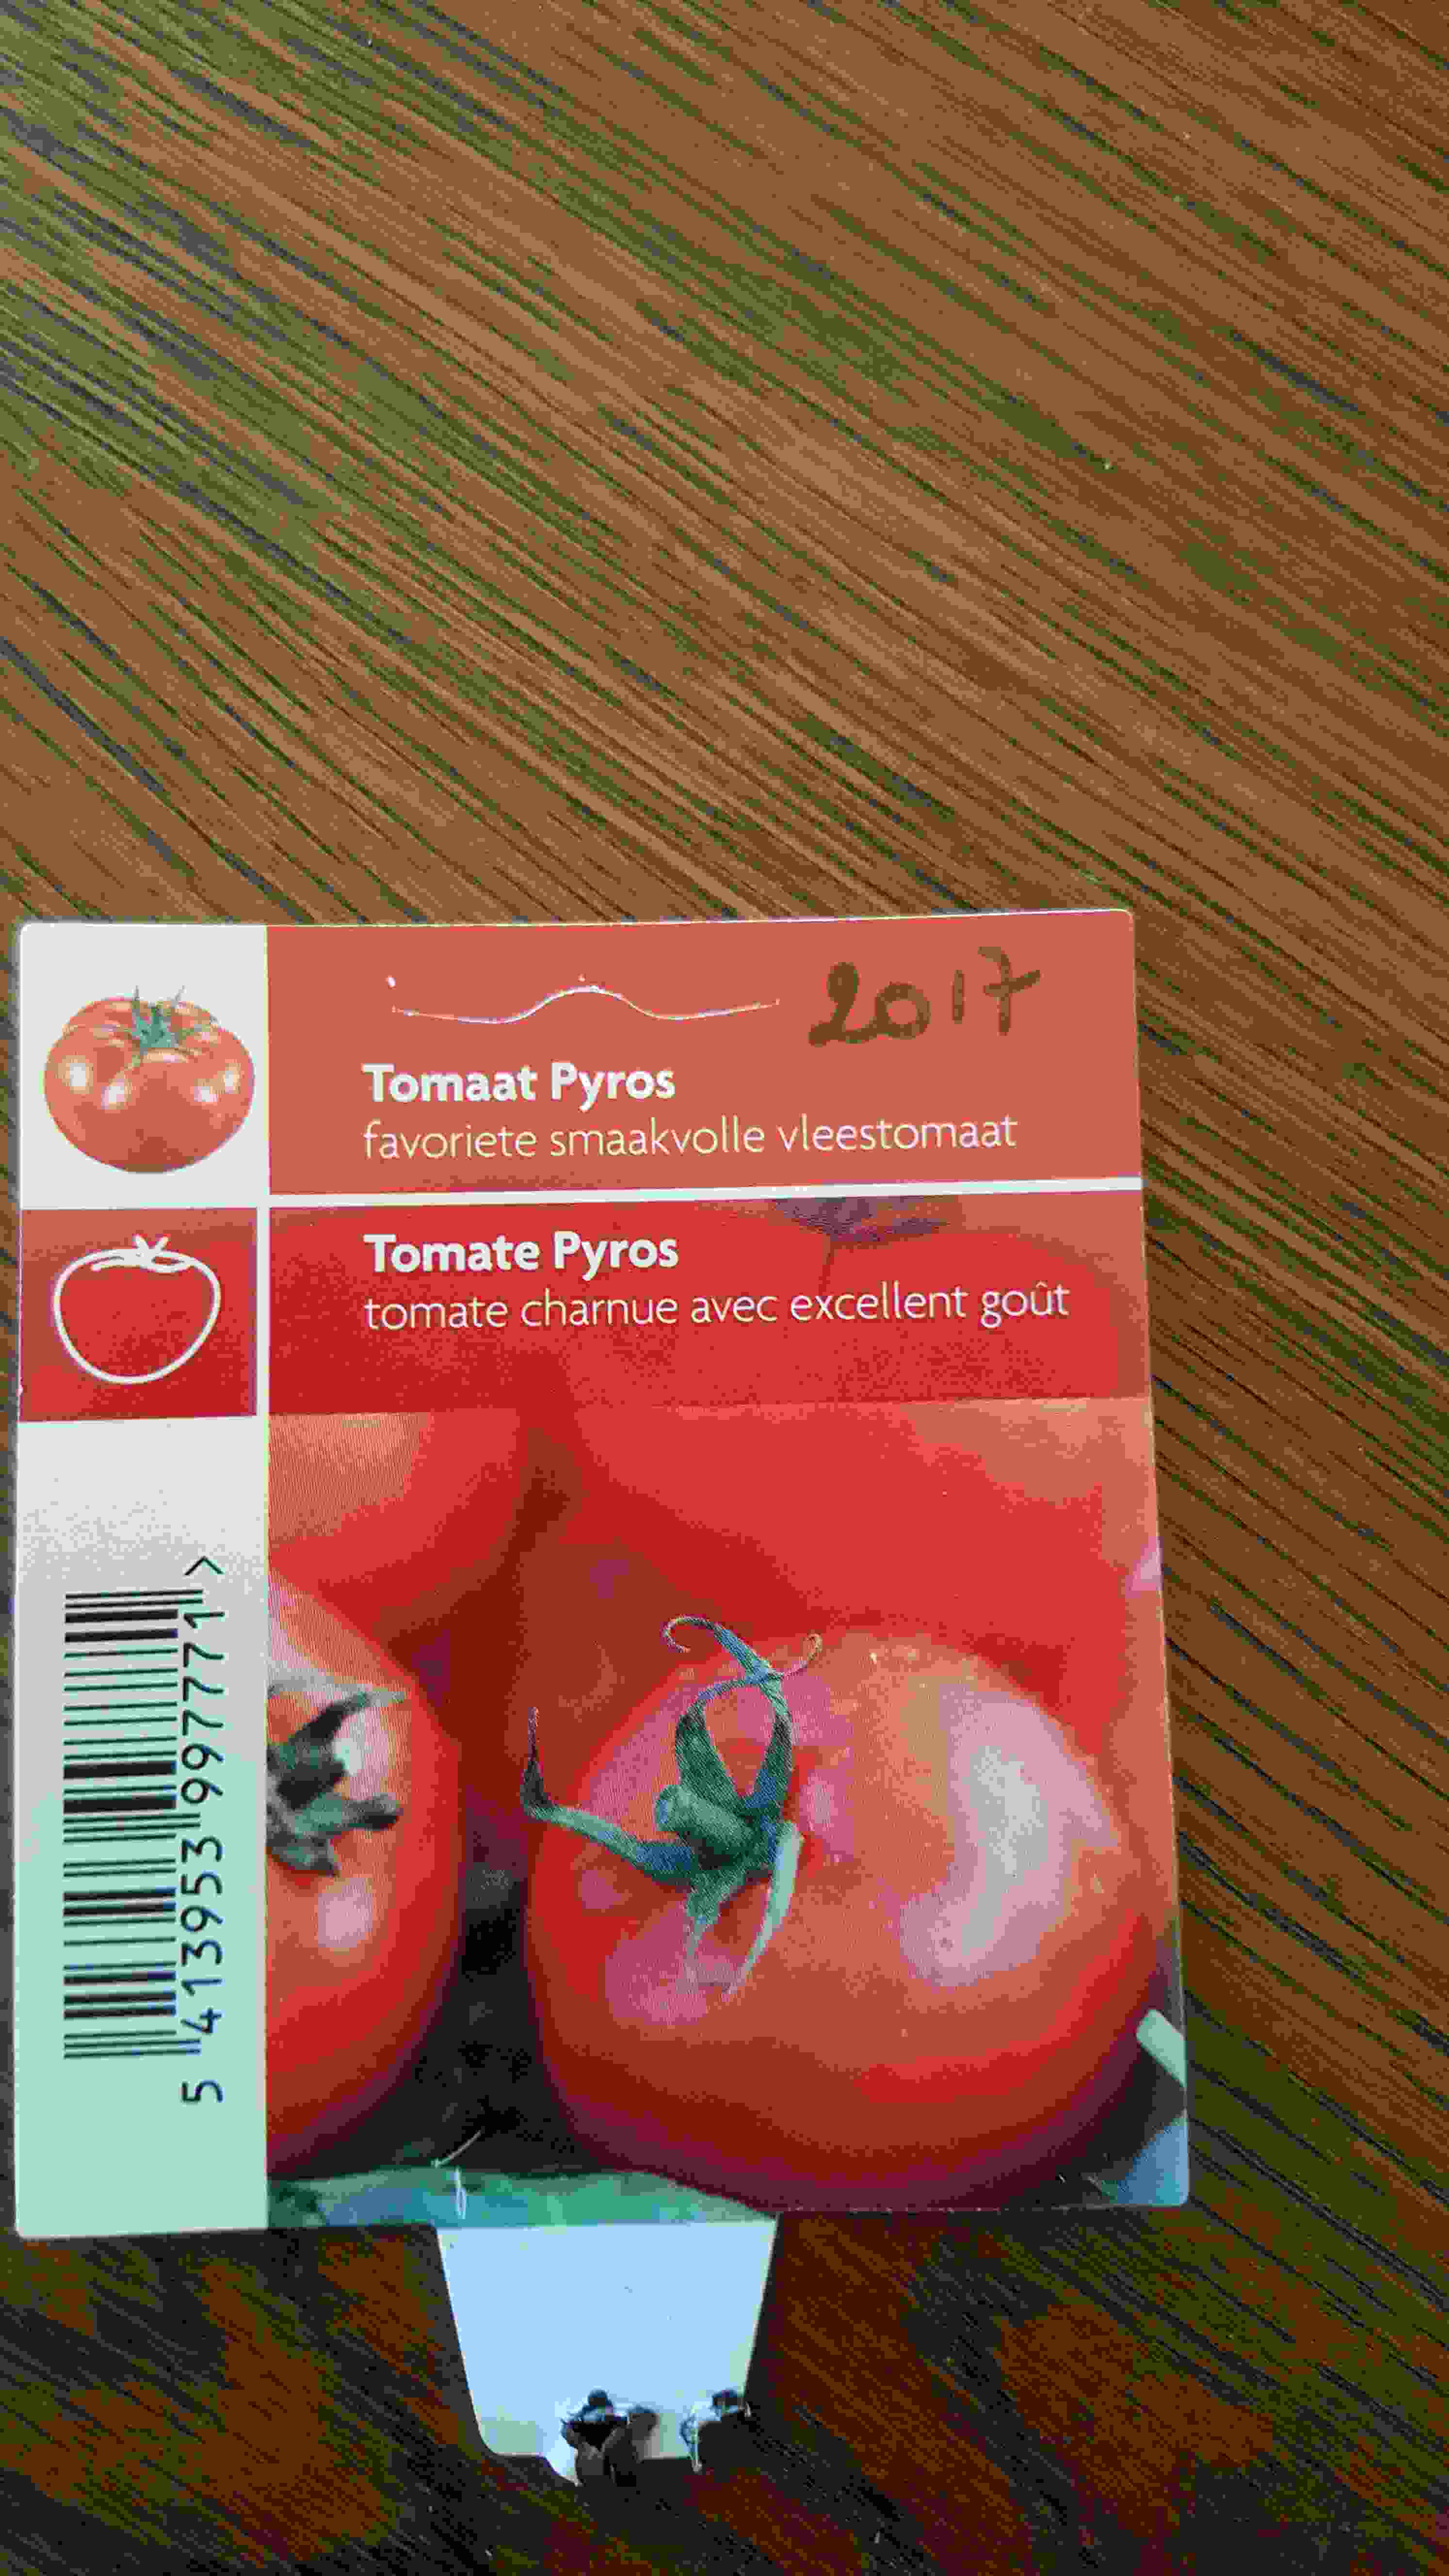 2017
Tomaat Pyros
favoriete smaakvolle vleestomaat
Tomate Pyros
tomate charnue avec excellent goût
5 413953 997771 >